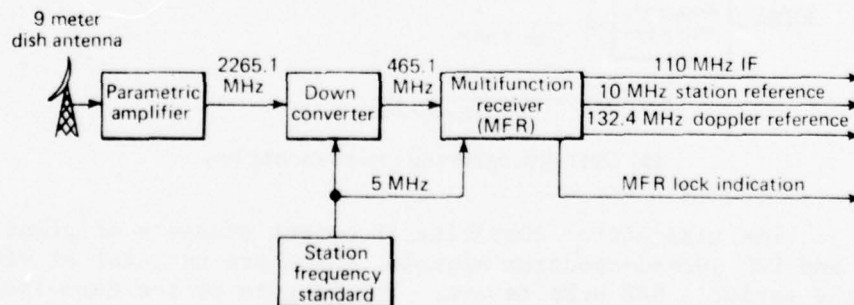 9 meter
dish antenna
Parametric
amplifier
2265.1
MHz
Down
converter
465.1
MHz
Multifunction
receiver
(MFR)
110 MHz IF
10 MHz station reference
132.4 MHz doppler reference
MFR lock indication
5 MHz
Station
frequency
standard